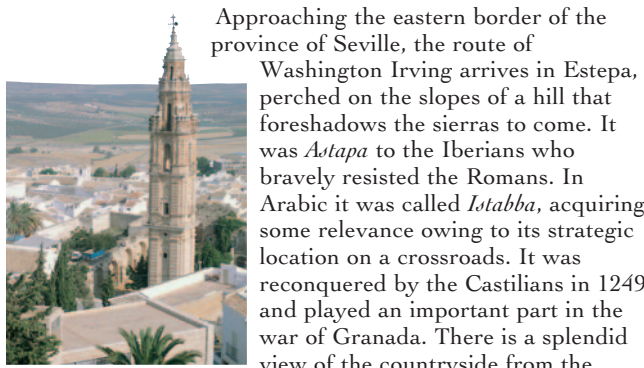 Approaching the eastern border of the
province of Seville, the route of
Washington Irving arrives in Estepa,
perched on the slopes of a hill that
foreshadows the sierras to come. It
was Astapa to the Iberians who
bravely resisted the Romans. In
Arabic it was called Istabba, acquiring
some relevance owing to its strategic
location on a crossroads. It was
reconquered by the Castilians in 1249
and played an important part in the
war of Granada. There is a splendid
view of the countryside from the